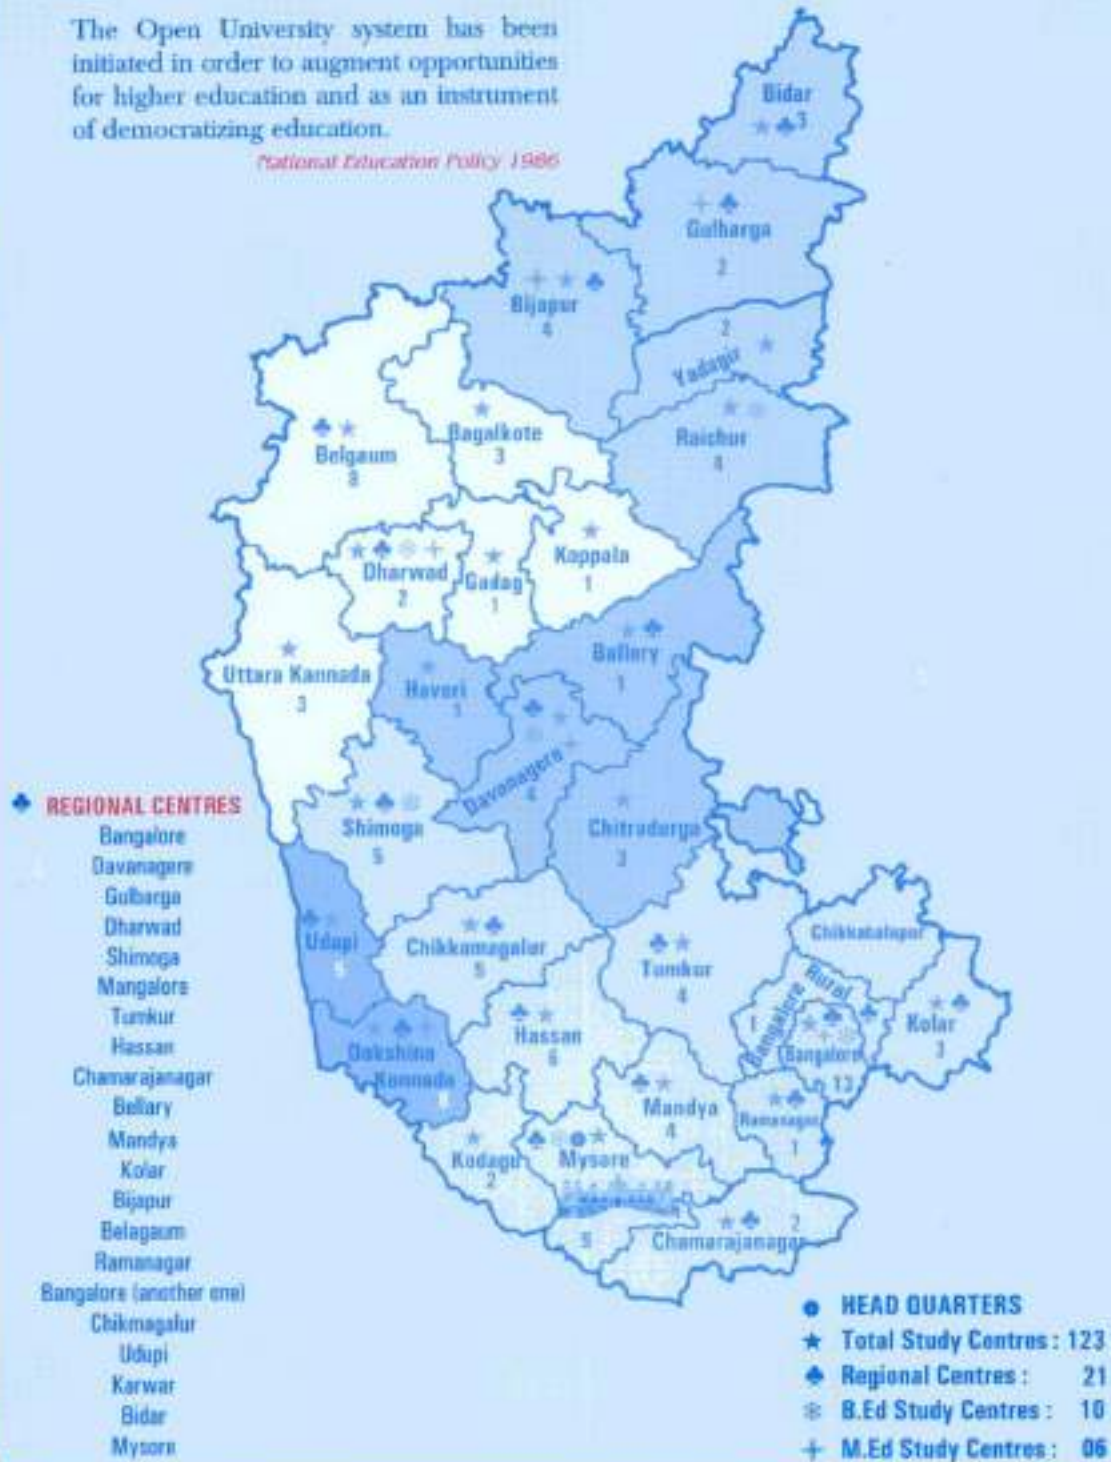 The Open University system has been
initiated in order to augment opportunities
for higher education and as an instrument
of democratizing education.
National Education Policy 1986
Bidar
3
Gulbarga
2
Bijapur
4
2
Yadagir
Raichur
4
Bagalkote
3
Belgaum
8
Koppala
1
Dharwad
2
Gadag
1
Bellary
1
Uttara Kannada
3
Haveri
1
Davanagere
4
Shimoga
5
Chitradurga
3
REGIONAL CENTRES
Bangalore
Davanagere
Gulbarga
Dharwad
Shimoga
Mangalore
Tumkur
Hassan
Chamarajanagar
Bellary
Mandya
Kolar
Bijapur
Belagaum
Ramanagar
Bangalore (another one)
Chikmagalur
Udupi
Karwar
Bidar
Mysore
Udupi
Chikkamagalur
5
Tumkur
4
Chikkabalapur
Bangalore Rural
1
Kolar
3
Bangalore
13
Hassan
6
Dakshina
Kannada
Mandya
4
Ramanagar
1
Kodagu
2
Mysore
Chamarajanagar
2
HEAD QUARTERS
Total Study Centres : 123
Regional Centres : 21
B.Ed Study Centres : 10
M.Ed Study Centres : 06